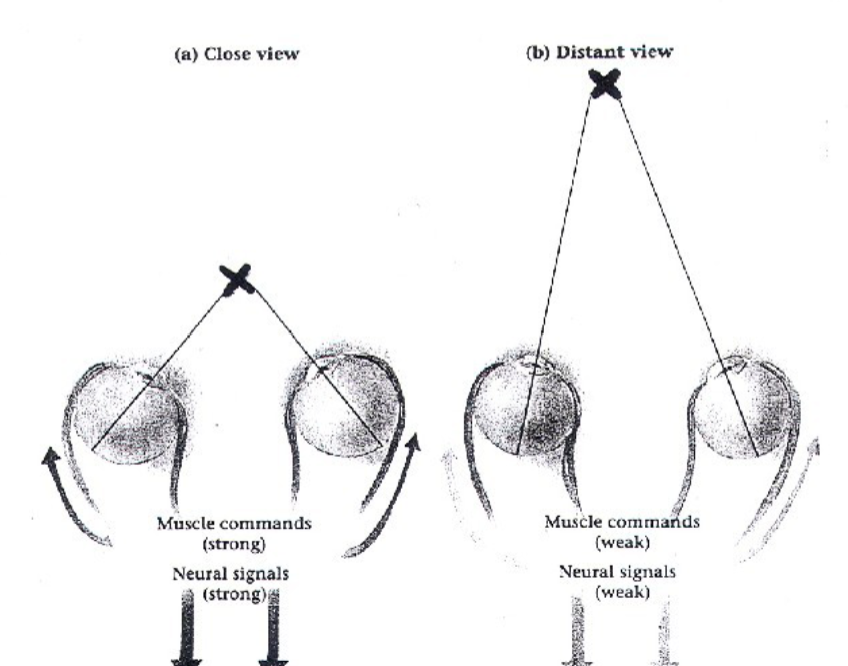 (a) Close view
(b) Distant view
Muscle commands
(strong)
Neural signals
(strong)
Muscle commands
(weak)
Neural signals
(weak)